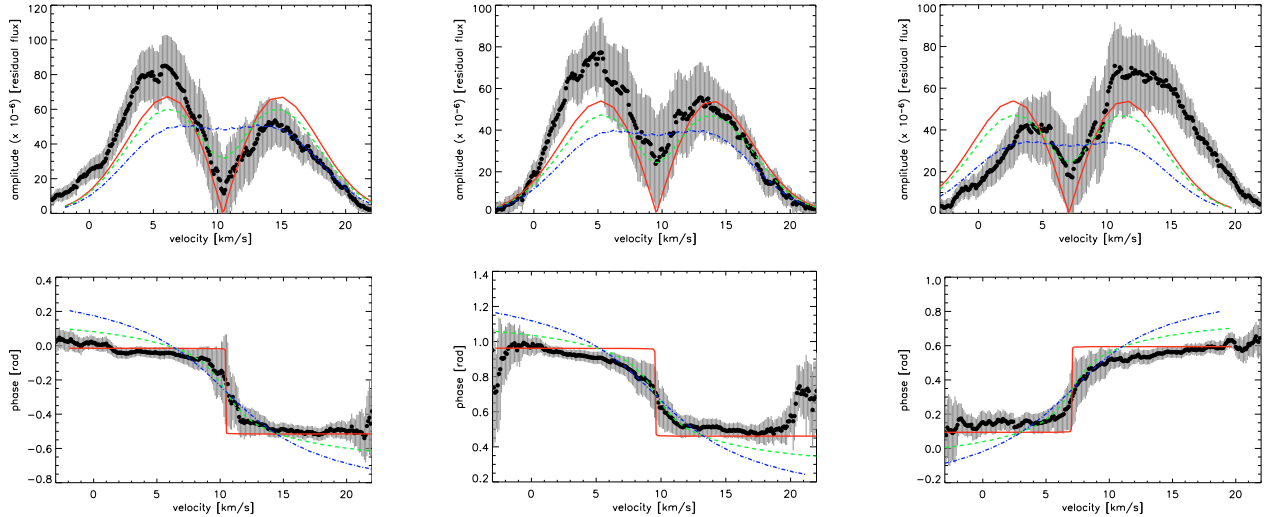 120
100
80
60
40
20
0
amplitude (x 10⁻⁶) [residual flux]
0 5 10 15 20
velocity [km/s]
100
80
60
40
20
0
amplitude (x 10⁻⁶) [residual flux]
0 5 10 15 20
velocity [km/s]
100
80
60
40
20
0
amplitude (x 10⁻⁶) [residual flux]
0 5 10 15 20
velocity [km/s]
0.4
0.2
0.0
−0.2
−0.4
−0.6
−0.8
phase [rad]
0 5 10 15 20
velocity [km/s]
1.4
1.2
1.0
0.8
0.6
0.4
0.2
phase [rad]
0 5 10 15 20
velocity [km/s]
1.0
0.8
0.6
0.4
0.2
0.0
−0.2
phase [rad]
0 5 10 15 20
velocity [km/s]